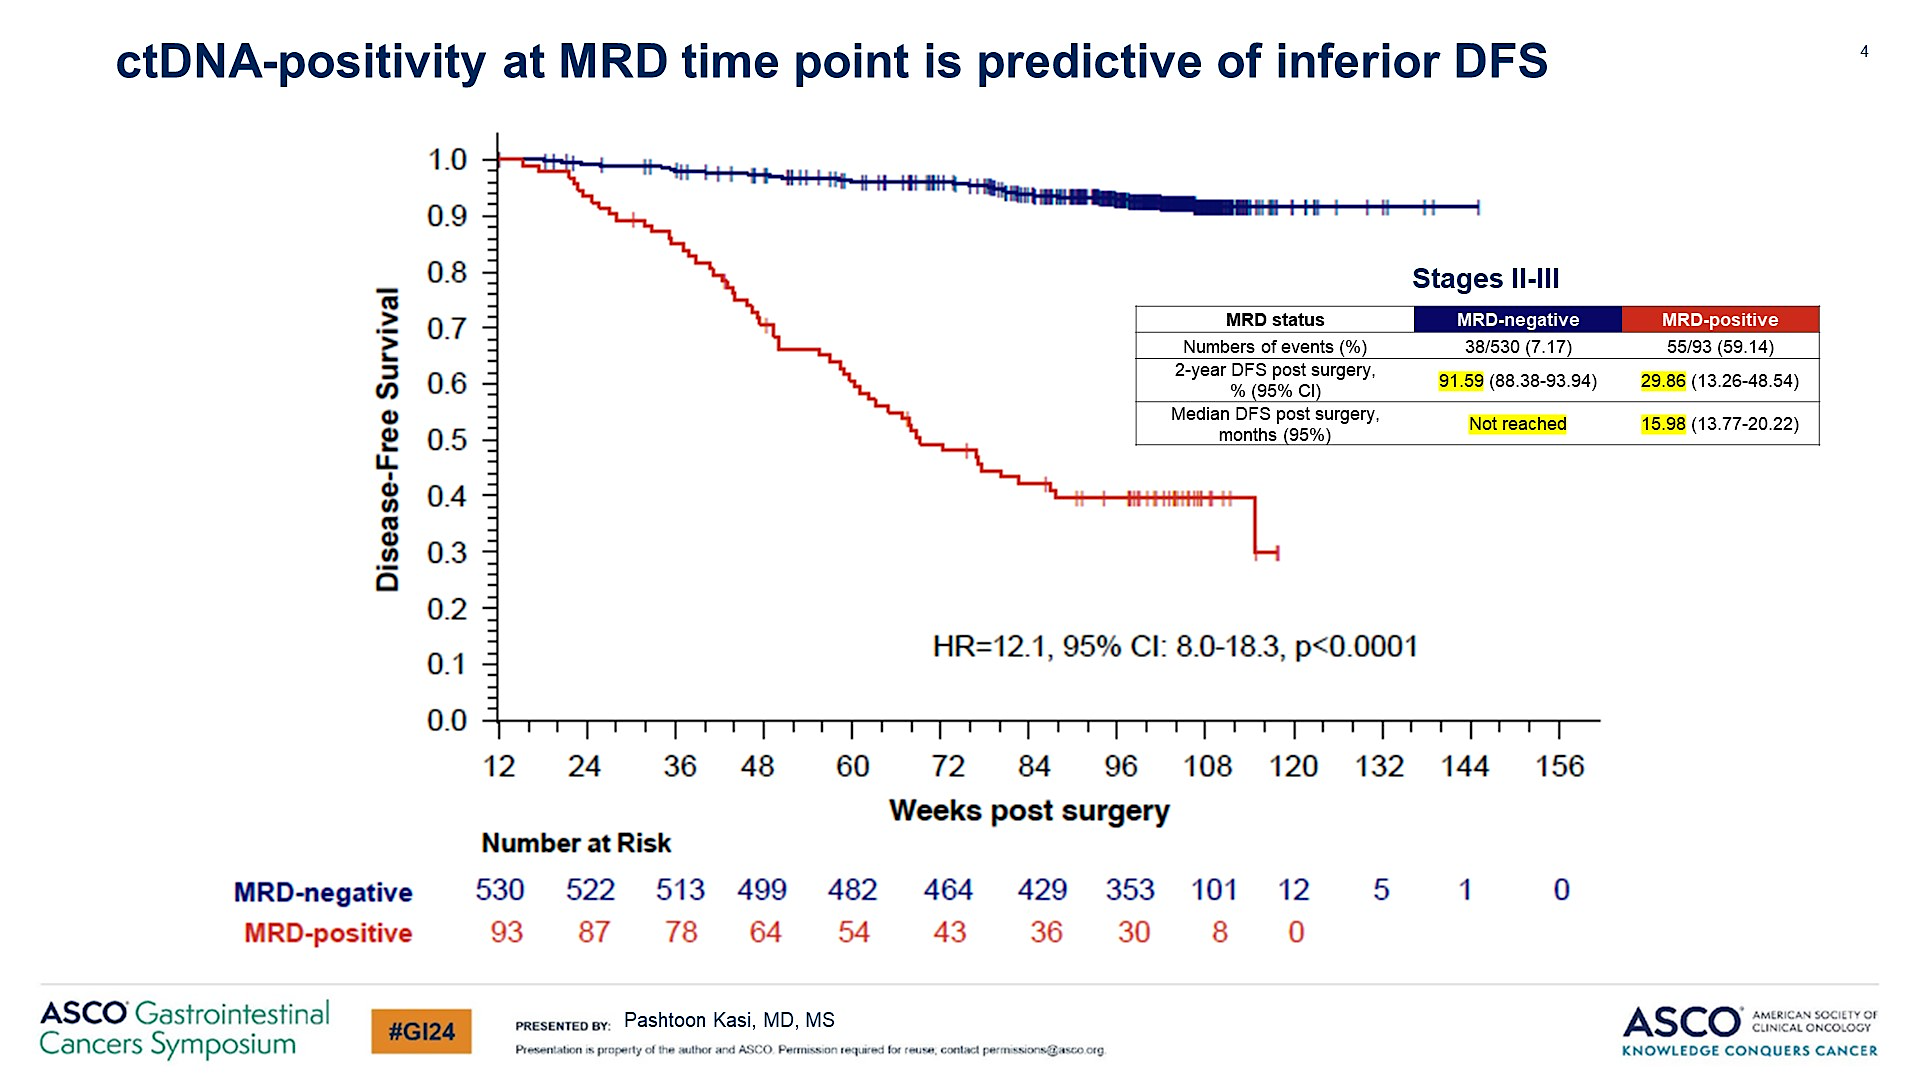 ctDNA-positivity at MRD time point is predictive of inferior DFS
4
1.0
0.9
0.8
0.7
0.6
0.5
0.4
0.3
0.2
0.1
0.0
Disease-Free Survival
Stages II-III
MRD status MRD-negative MRD-positive
Numbers of events (%) 38/530 (7.17) 55/93 (59.14)
2-year DFS post surgery,
% (95% CI) 91.59 (88.38-93.94) 29.86 (13.26-48.54)
Median DFS post surgery,
months (95%) Not reached 15.98 (13.77-20.22)
HR=12.1, 95% CI: 8.0-18.3, p<0.0001
12 24 36 48 60 72 84 96 108 120 132 144 156
Weeks post surgery
Number at Risk
MRD-negative 530 522 513 499 482 464 429 353 101 12 5 1 0
MRD-positive 93 87 78 64 54 43 36 30 8 0
ASCO® Gastrointestinal
Cancers Symposium
#GI24
PRESENTED BY: Pashtoon Kasi, MD, MS
Presentation is property of the author and ASCO. Permission required for reuse; contact permissions@asco.org.
ASCO® AMERICAN SOCIETY OF
CLINICAL ONCOLOGY
KNOWLEDGE CONQUERS CANCER